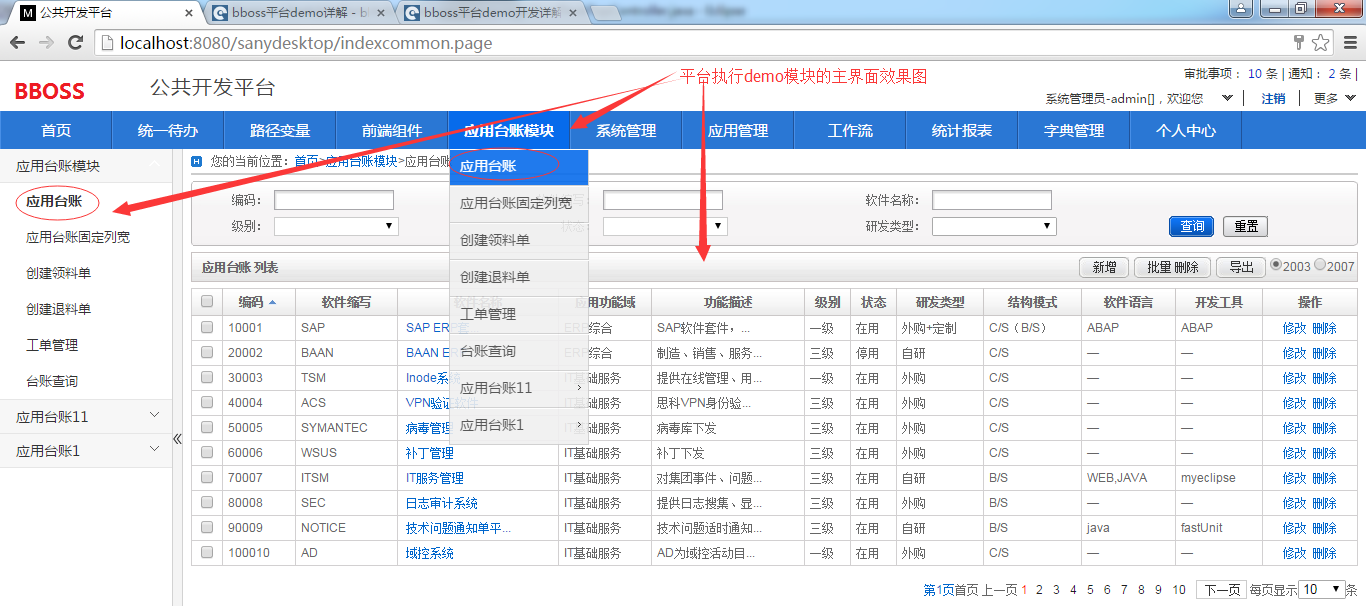 公共开发平台
bboss平台demo详解 - b
bboss平台demo开发详解
controller.java - Eclipse
localhost:8080/sanydesktop/indexcommon.page
平台执行demo模块的主界面效果图
BBOSS 公共开发平台
审批事项： 10 条 | 通知： 2 条 |
系统管理员-admin[]，欢迎您 | 注销 | 更多
首页 统一待办 路径变量 前端组件 应用台账模块 系统管理 应用管理 工作流 统计报表 字典管理 个人中心
应用台账模块
应用台账
应用台账固定列宽
创建领料单
创建退料单
工单管理
台账查询
应用台账11
应用台账1
您的当前位置： 首页>应用台账模块>应用台账
应用台账
应用台账固定列宽
创建领料单
创建退料单
工单管理
台账查询
应用台账11
应用台账1
编码： 软件名称：
级别： 状态： 研发类型： 查询 重置
应用台账 列表 新增 批量 删除 导出 2003 2007
编码 软件缩写 软件名称 应用功能域 功能描述 级别 状态 研发类型 结构模式 软件语言 开发工具 操作
10001 SAP SAP ERP ERP综合 SAP软件套件，... 一级 在用 外购+定制 C/S（B/S） ABAP ABAP 修改 删除
20002 BAAN BAAN ER ERP综合 制造、销售、服务... 三级 停用 自研 C/S — — 修改 删除
30003 TSM Inode系统 IT基础服务 提供在线管理、用... 一级 在用 外购 C/S — — 修改 删除
40004 ACS VPN验证软件 IT基础服务 思科VPN身份验... 三级 在用 外购 C/S — — 修改 删除
50005 SYMANTEC 病毒管理 IT基础服务 病毒库下发 三级 在用 外购 C/S — — 修改 删除
60006 WSUS 补丁管理 IT基础服务 补丁下发 三级 在用 外购 C/S — — 修改 删除
70007 ITSM IT服务管理 IT基础服务 对集团事件、问题... 三级 在用 自研 B/S WEB,JAVA myeclipse 修改 删除
80008 SEC 日志审计系统 IT基础服务 提供日志搜集、显... 三级 在用 外购 B/S — — 修改 删除
90009 NOTICE 技术问题通知单平... IT基础服务 技术问题适时通知... 三级 在用 自研 B/S java fastUnit 修改 删除
100010 AD 域控系统 IT基础服务 AD为域控活动目... 一级 在用 外购 C/S — — 修改 删除
第1页首页 上一页 1 2 3 4 5 6 7 8 9 10 下一页 每页显示 10 条